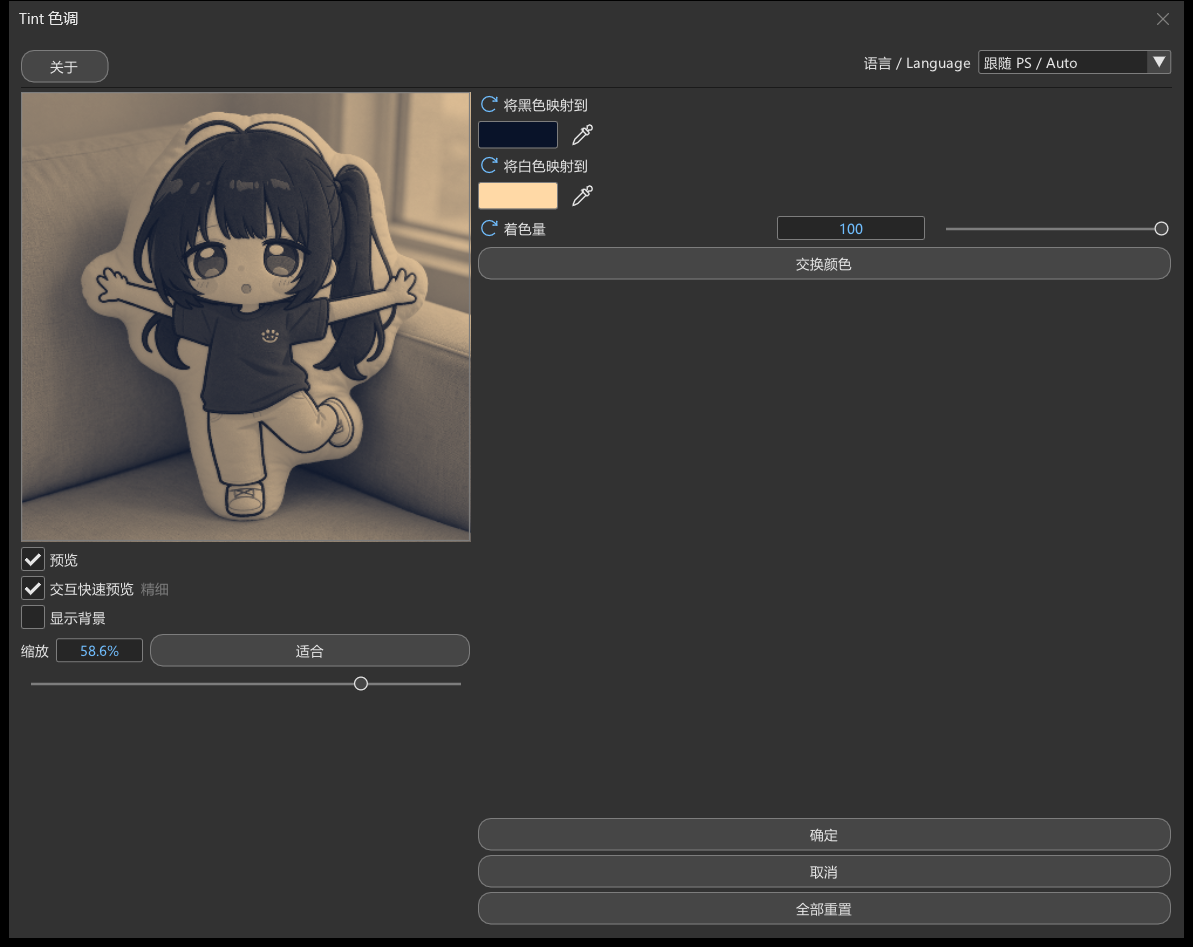 Tint 色调
关于
语言 / Language 跟随 PS / Auto
将黑色映射到
将白色映射到
着色量 100
交换颜色
预览
交互快速预览 精细
显示背景
缩放 58.6% 适合
确定
取消
全部重置